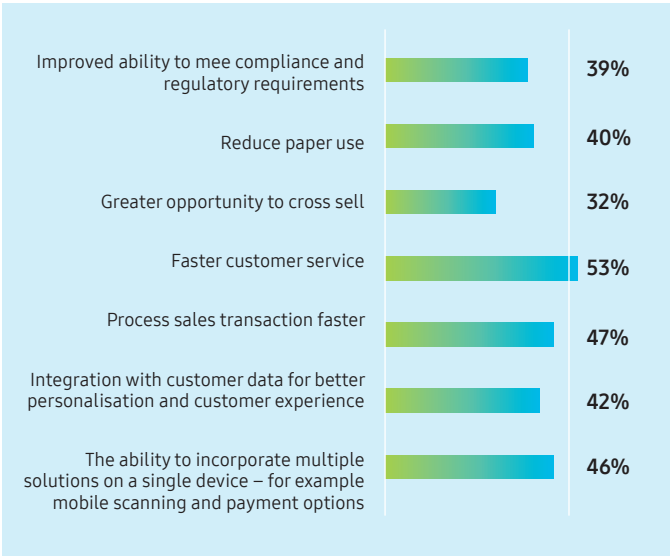 Improved ability to mee compliance and
regulatory requirements
39%
Reduce paper use
40%
Greater opportunity to cross sell
32%
Faster customer service
53%
Process sales transaction faster
47%
Integration with customer data for better
personalisation and customer experience
42%
The ability to incorporate multiple
solutions on a single device – for example
mobile scanning and payment options
46%